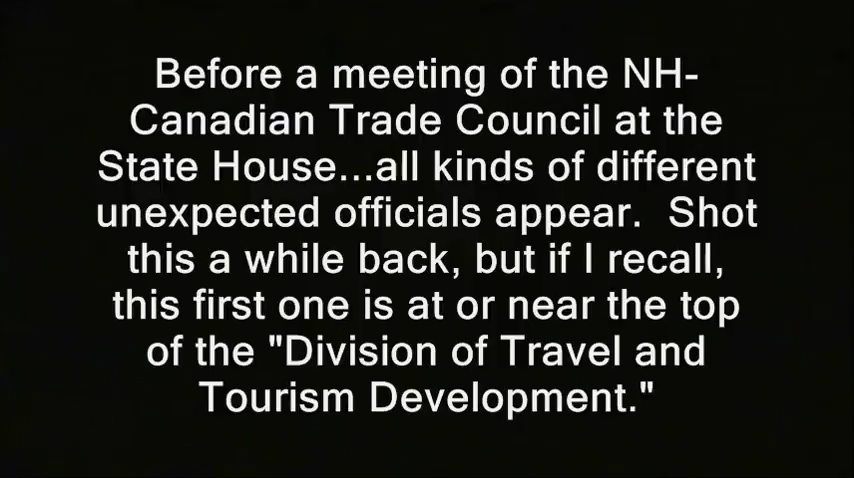 Before a meeting of the NH-
Canadian Trade Council at the
State House...all kinds of different
unexpected officials appear.  Shot
this a while back, but if I recall,
this first one is at or near the top
of the "Division of Travel and
Tourism Development."